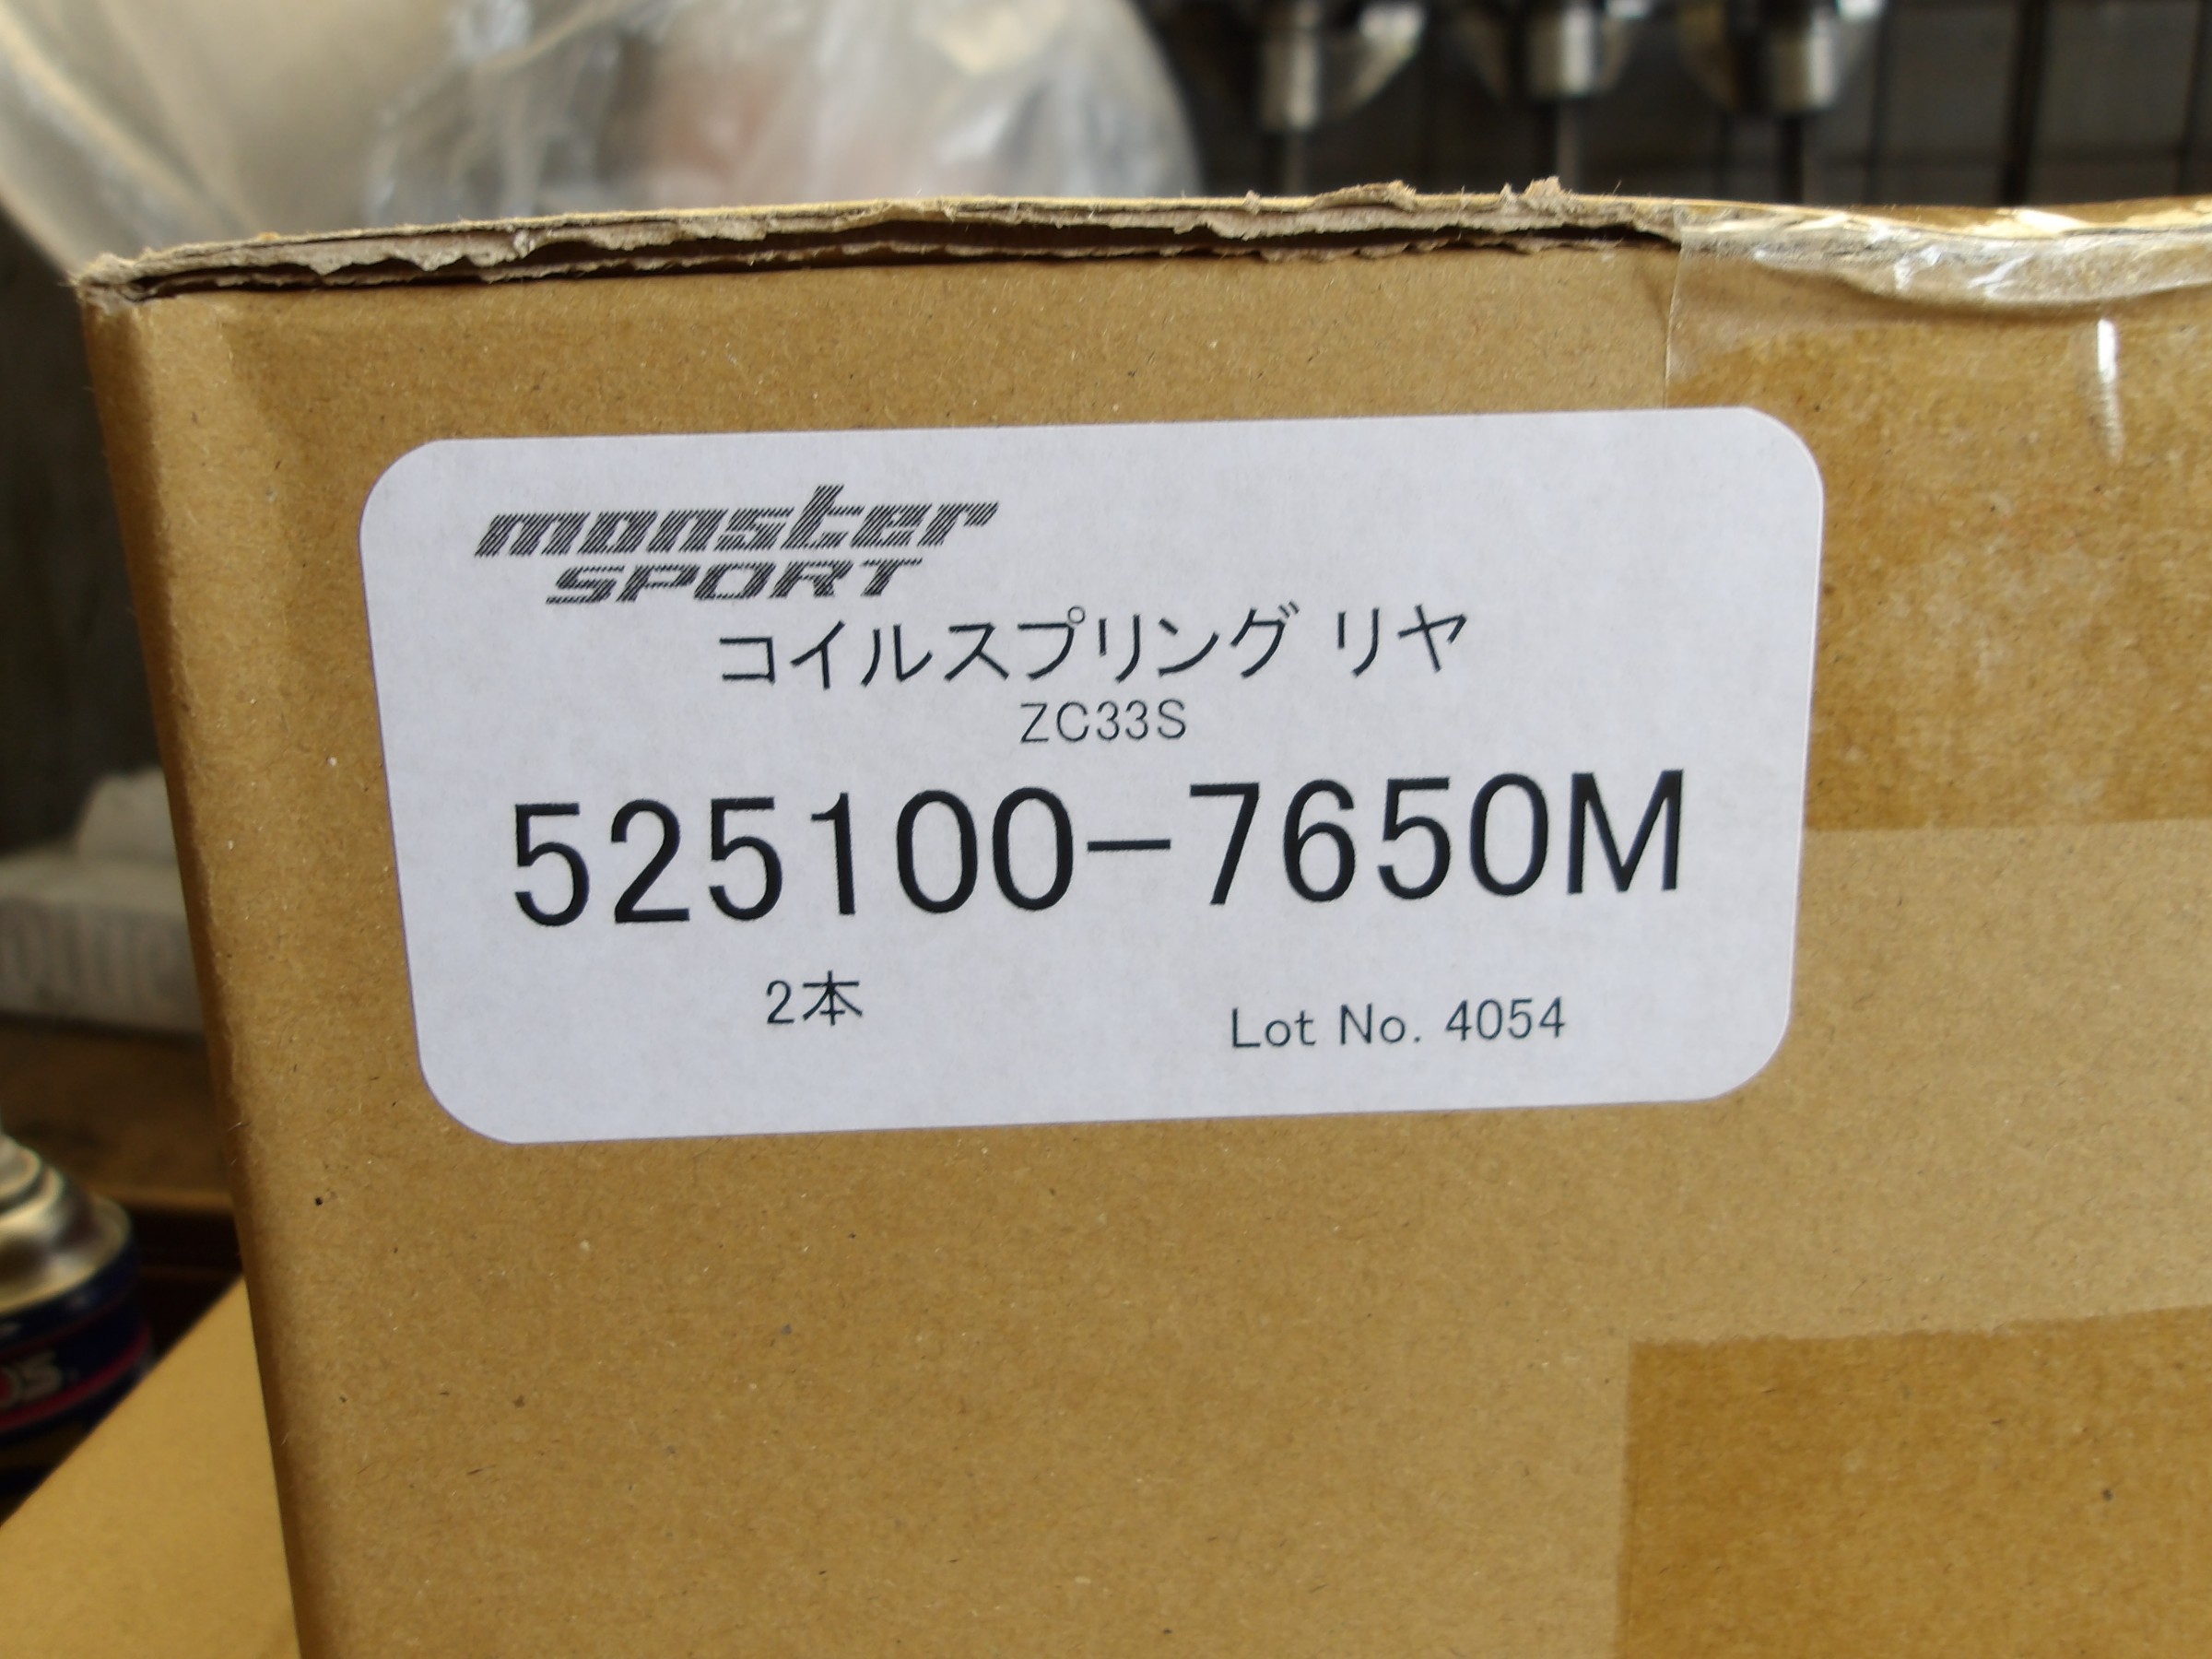 monster
SPORT
コイルスプリング リヤ
ZC33S
525100-7650M
2本
Lot No. 4054